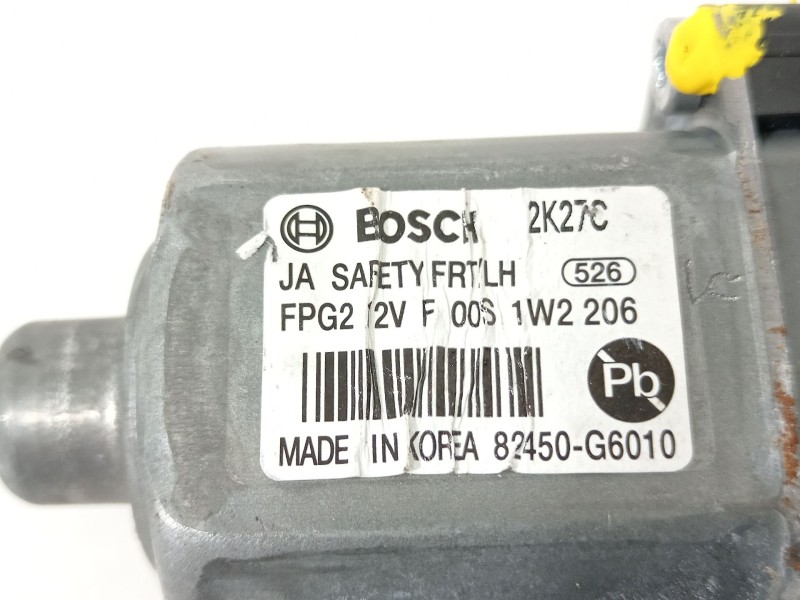 BOSCH 2K27C
JA SAFETY FRT/LH 526
FPG2 12V F 00S 1W2 206
Pb
MADE IN KOREA 82450-G6010